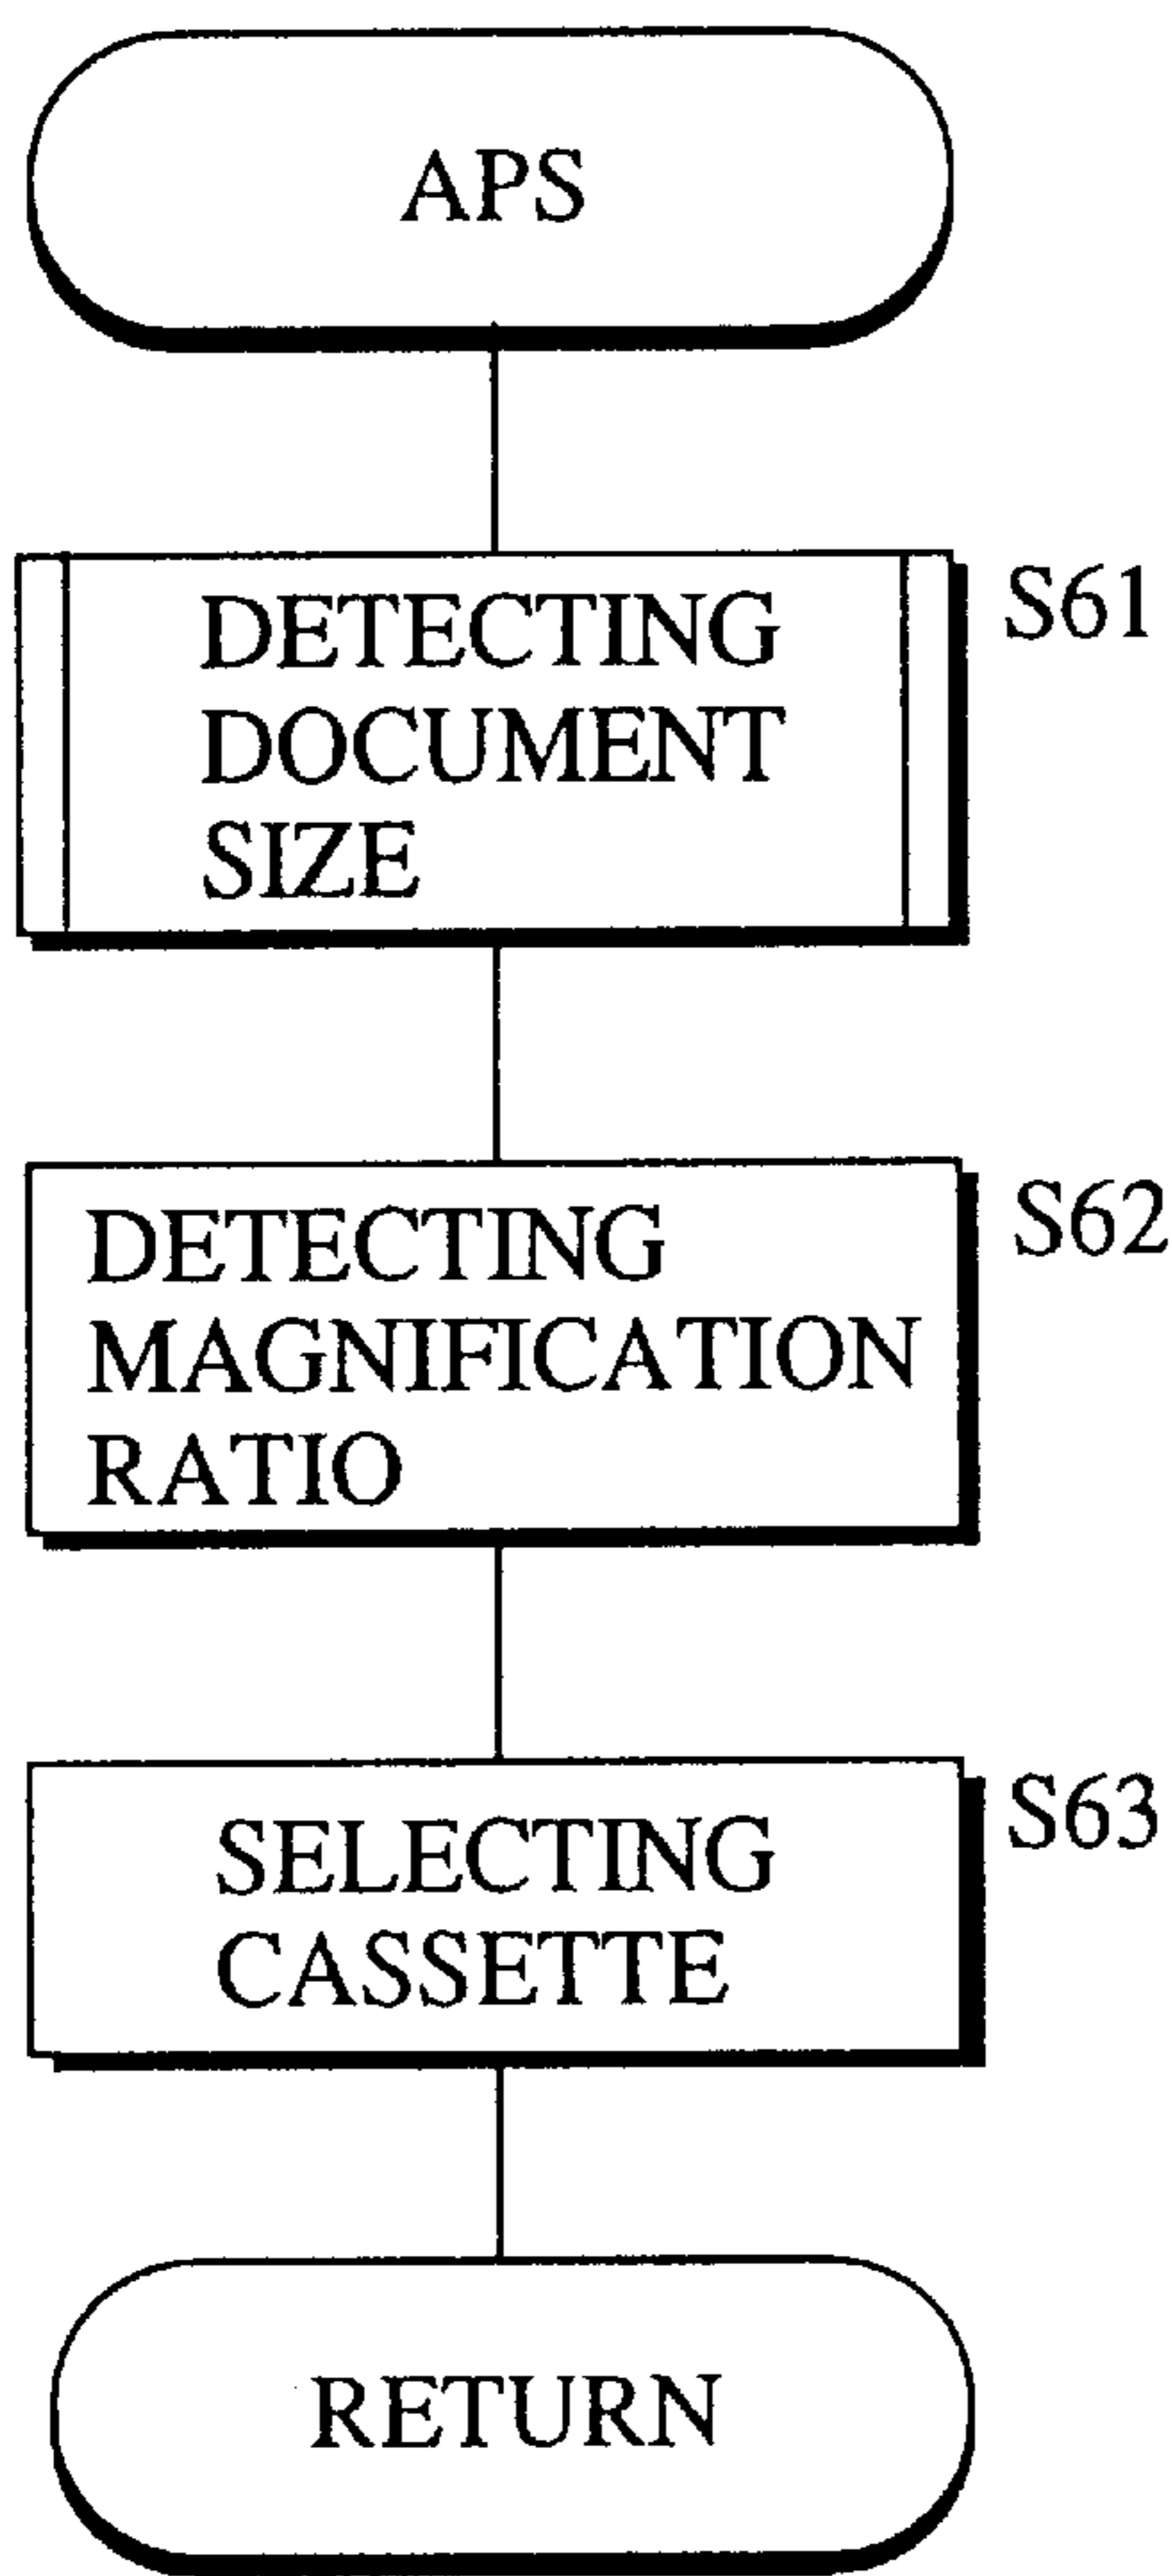 APS
DETECTING
DOCUMENT
SIZE
S61
DETECTING
MAGNIFICATION
RATIO
S62
SELECTING
CASSETTE
S63
RETURN